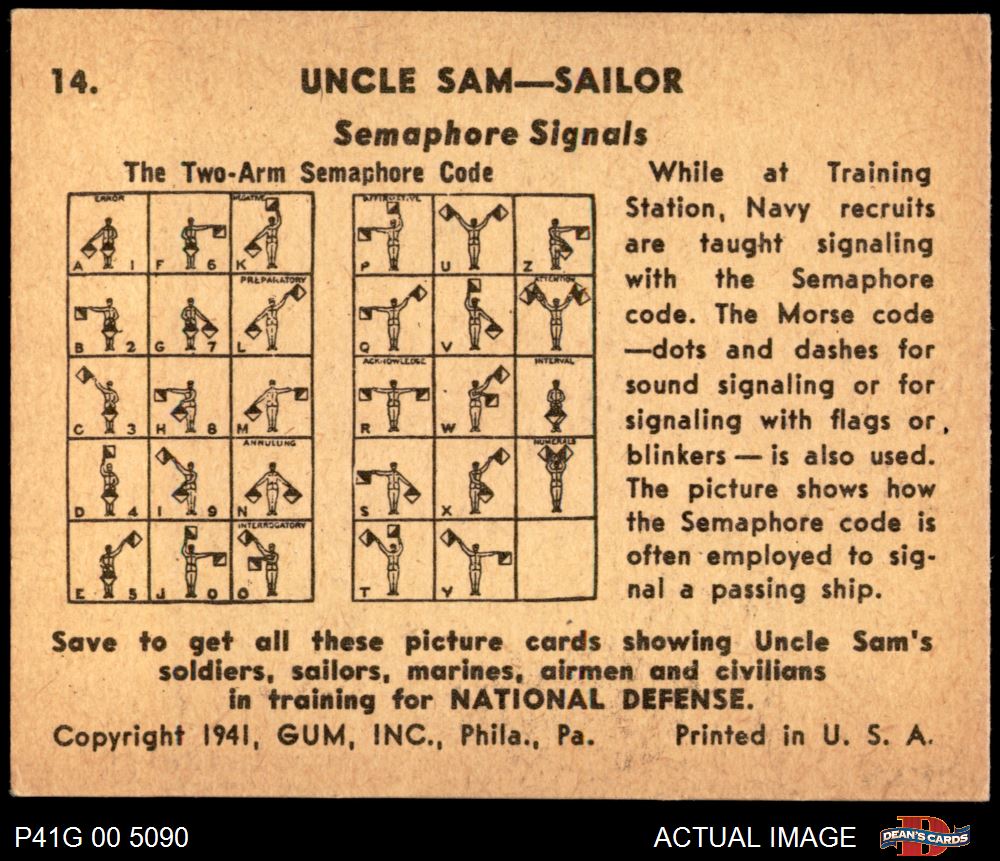 14. UNCLE SAM—SAILOR
Semaphore Signals
The Two-Arm Semaphore Code
ERROR NEGATIVE
A 1 F 6 K
PREPARATORY
B 2 G 7 L
C 3 H 8 M
ANNULLING
D 4 I 9 N
INTERROGATORY
E 5 J 0 O
AFFIRMATIVE
P U Z
ATTENTION
Q V
ACKNOWLEDGE INTERVAL
R W
NUMERALS
S X
T Y
While at Training
Station, Navy recruits
are taught signaling
with the Semaphore
code. The Morse code
—dots and dashes for
sound signaling or for
signaling with flags or,
blinkers — is also used.
The picture shows how
the Semaphore code is
often employed to sig-
nal a passing ship.
Save to get all these picture cards showing Uncle Sam's
soldiers, sailors, marines, airmen and civilians
in training for NATIONAL DEFENSE.
Copyright 1941, GUM, INC., Phila., Pa. Printed in U. S. A.
P41G 00 5090 ACTUAL IMAGE DEAN'S CARDS